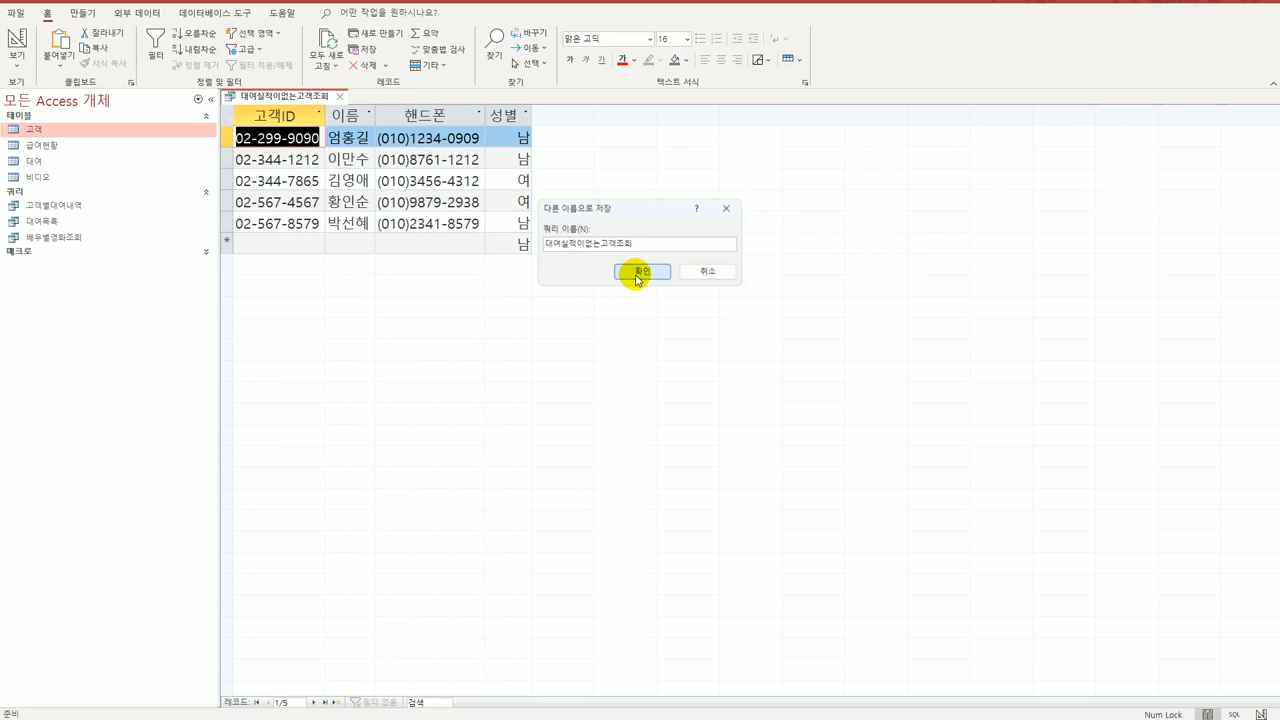 파일 홈 만들기 외부 데이터 데이터베이스 도구 도움말 어떤 작업을 원하시나요?
보기
보기
붙여넣기
잘라내기
복사
서식 복사
클립보드
필터
오름차순
내림차순
정렬 제거
선택 영역
고급
필터 적용/해제
정렬 및 필터
모두 새로
고침
새로 만들기
저장
삭제
요약
맞춤법 검사
기타
레코드
찾기
바꾸기
이동
선택
찾기
맑은 고딕 16
가 가 가 가
텍스트 서식
모든 Access 개체
테이블
고객
급여현황
대여
비디오
쿼리
고객별대여내역
대여목록
배우별영화조회
매크로
대여실적이없는고객조회
고객ID 이름 핸드폰 성별
02-299-9090 엄홍길 (010)1234-0909 남
02-344-1212 이만수 (010)8761-1212 남
02-344-7865 김영애 (010)3456-4312 여
02-567-4567 황인순 (010)9879-2938 여
02-567-8579 박선혜 (010)2341-8579 남
* 남
다른 이름으로 저장 ?
쿼리 이름(N):
대여실적이없는고객조회
확인 취소
레코드: 1/5 필터 없음 검색
준비 Num Lock SQL